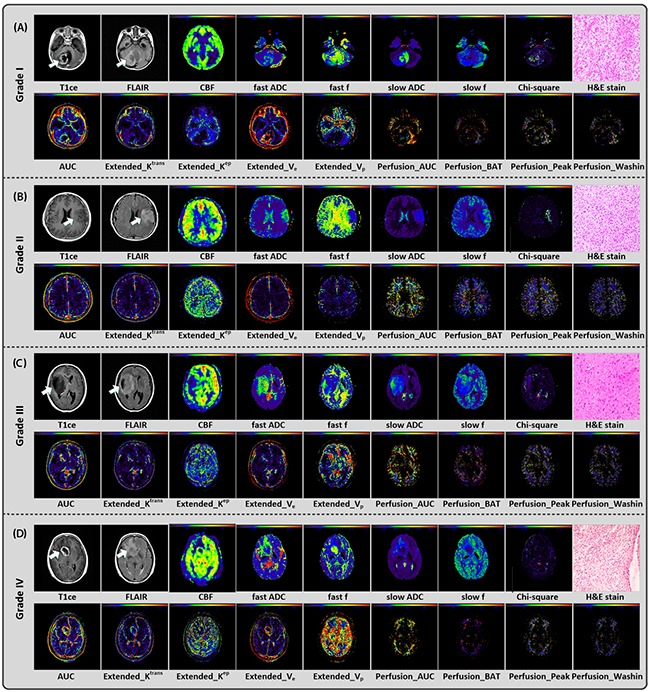 (A)
Grade I
T1ce FLAIR CBF fast ADC fast f slow ADC slow f Chi-square H&E stain
AUC Extended_Ktrans Extended_Kep Extended_Ve Extended_Vp Perfusion_AUC Perfusion_BAT Perfusion_Peak Perfusion_Washin
(B)
Grade II
T1ce FLAIR CBF fast ADC fast f slow ADC slow f Chi-square H&E stain
AUC Extended_Ktrans Extended_Kep Extended_Ve Extended_Vp Perfusion_AUC Perfusion_BAT Perfusion_Peak Perfusion_Washin
(C)
Grade III
T1ce FLAIR CBF fast ADC fast f slow ADC slow f Chi-square H&E stain
AUC Extended_Ktrans Extended_Kep Extended_Ve Extended_Vp Perfusion_AUC Perfusion_BAT Perfusion_Peak Perfusion_Washin
(D)
Grade IV
T1ce FLAIR CBF fast ADC fast f slow ADC slow f Chi-square H&E stain
AUC Extended_Ktrans Extended_Kep Extended_Ve Extended_Vp Perfusion_AUC Perfusion_BAT Perfusion_Peak Perfusion_Washin